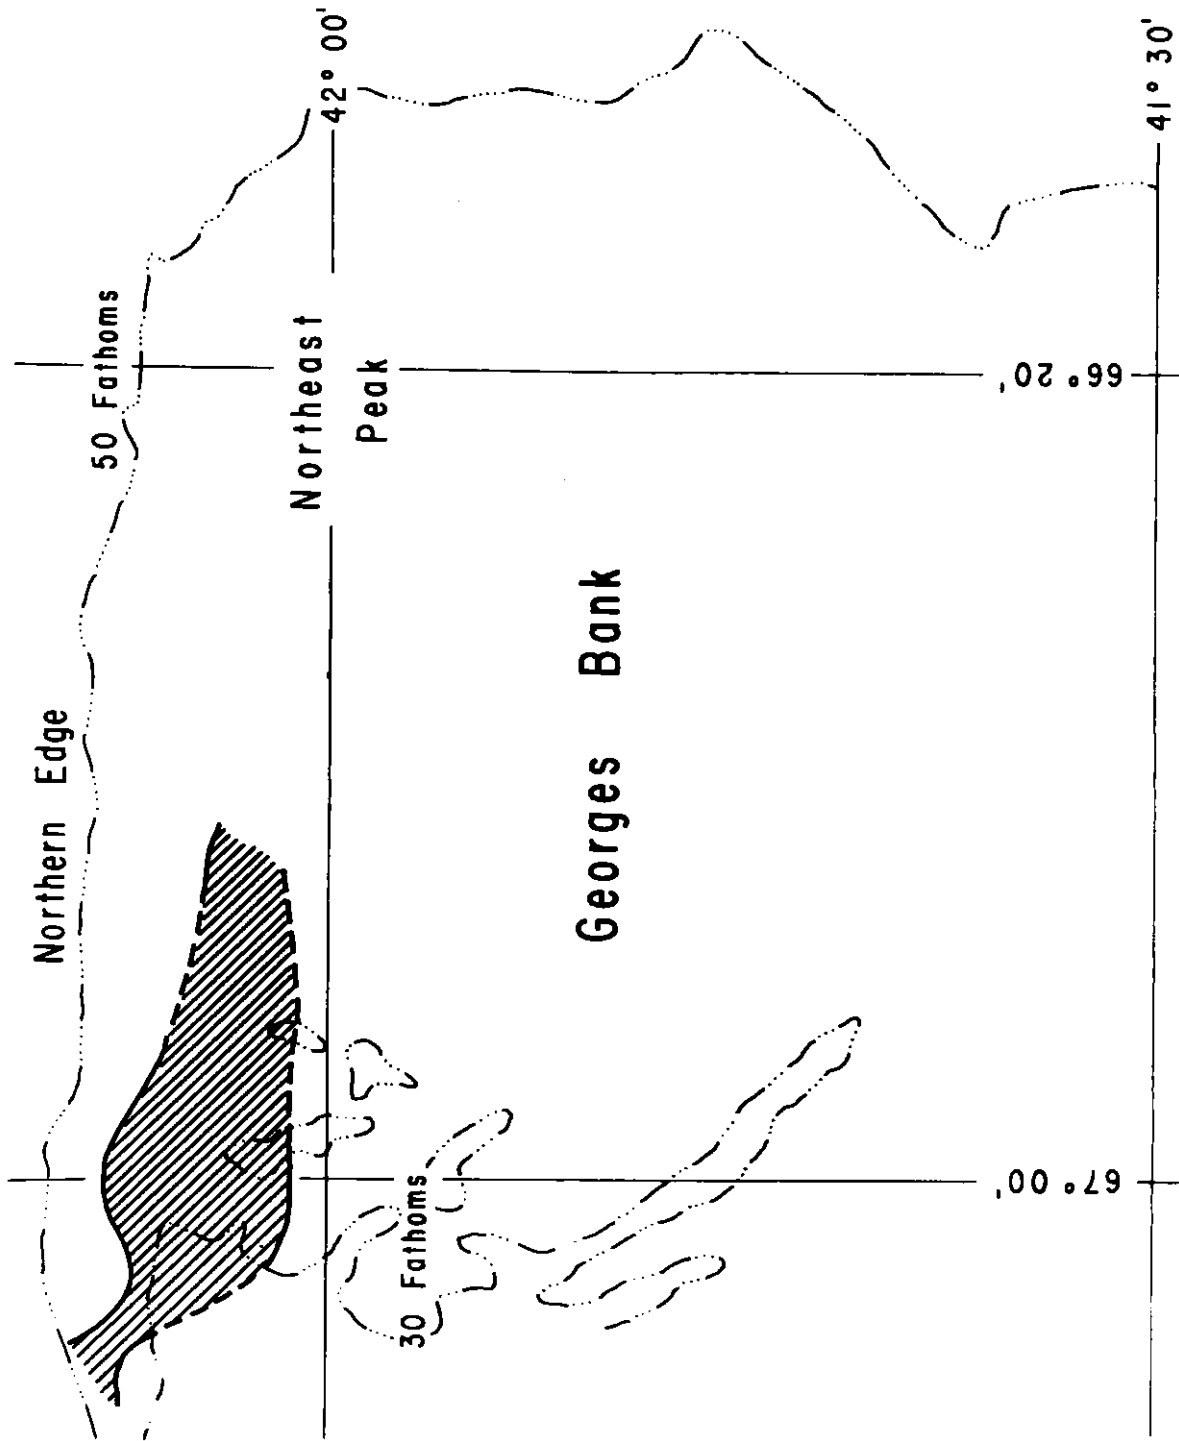 50 Fathoms
Northern Edge
42° 00'
Northeast
Peak
Georges Bank
30 Fathoms
66° 20'
67° 00'
41° 30'